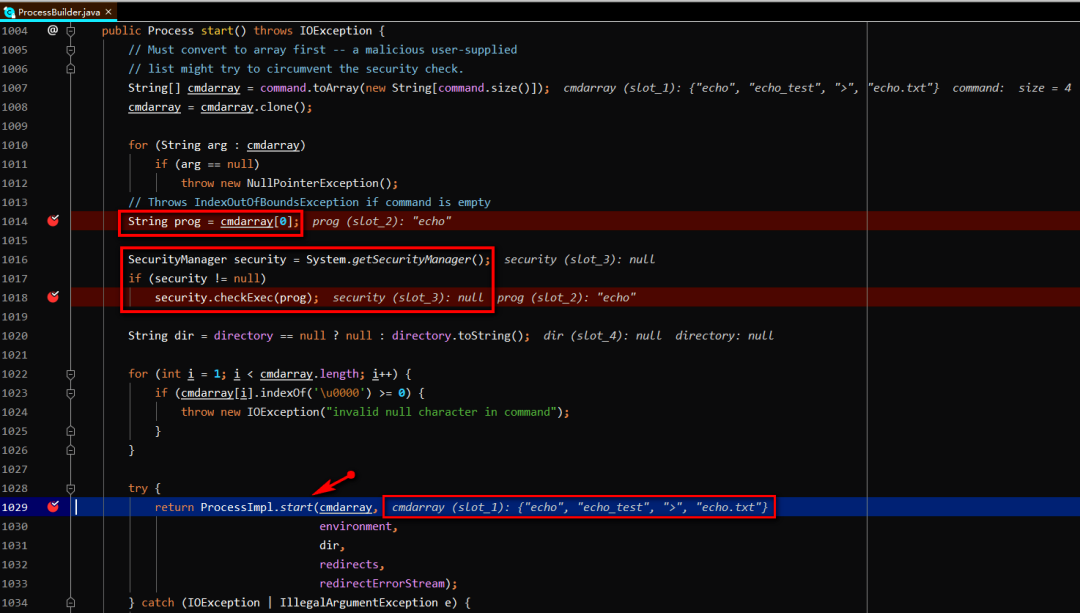 ProcessBuilder.java ×
1004 @ public Process start() throws IOException {
1005 // Must convert to array first -- a malicious user-supplied
1006 // list might try to circumvent the security check.
1007 String[] cmdarray = command.toArray(new String[command.size()]); cmdarray (slot_1): {"echo", "echo_test", ">", "echo.txt"} command: size = 4
1008 cmdarray = cmdarray.clone();
1009
1010 for (String arg : cmdarray)
1011 if (arg == null)
1012 throw new NullPointerException();
1013 // Throws IndexOutOfBoundsException if command is empty
1014 String prog = cmdarray[0]; prog (slot_2): "echo"
1015
1016 SecurityManager security = System.getSecurityManager(); security (slot_3): null
1017 if (security != null)
1018 security.checkExec(prog); security (slot_3): null prog (slot_2): "echo"
1019
1020 String dir = directory == null ? null : directory.toString(); dir (slot_4): null directory: null
1021
1022 for (int i = 1; i < cmdarray.length; i++) {
1023 if (cmdarray[i].indexOf('\u0000') >= 0) {
1024 throw new IOException("invalid null character in command");
1025 }
1026 }
1027
1028 try {
1029 return ProcessImpl.start(cmdarray, cmdarray (slot_1): {"echo", "echo_test", ">", "echo.txt"}
1030 environment,
1031 dir,
1032 redirects,
1033 redirectErrorStream);
1034 } catch (IOException | IllegalArgumentException e) {